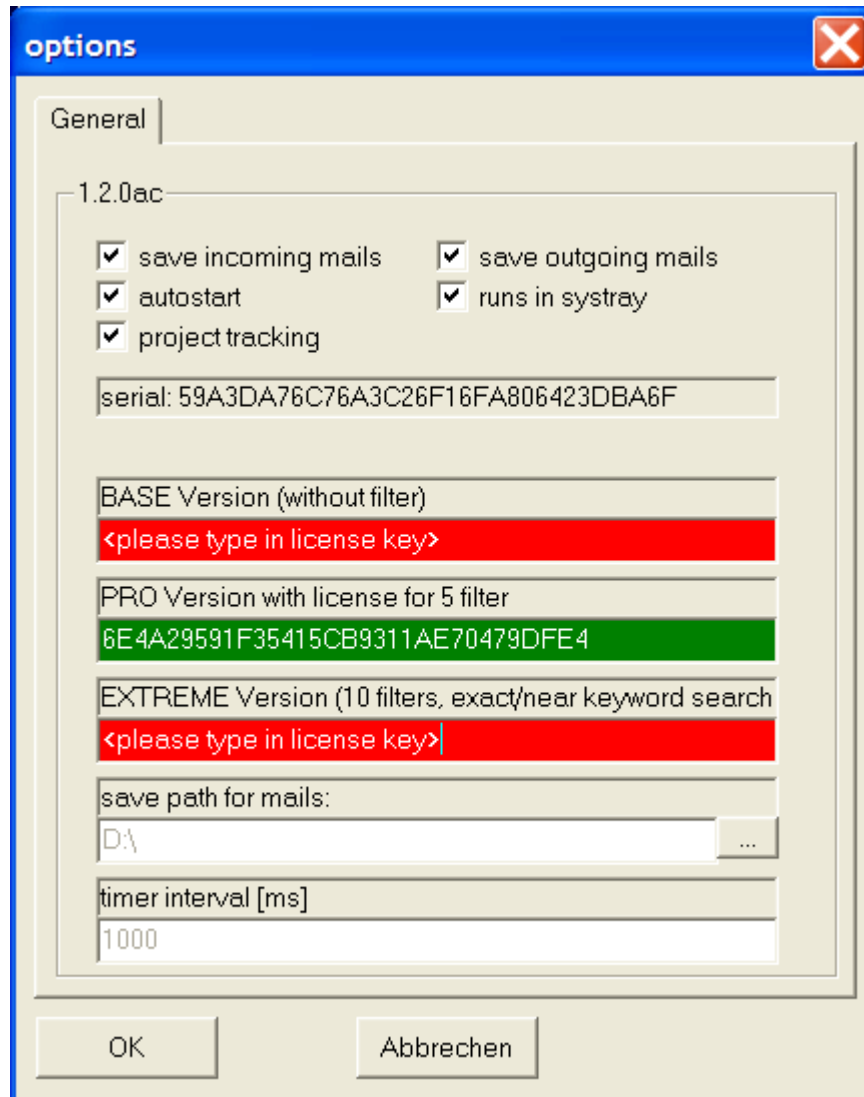 options
General
1.2.0ac
save incoming mails
save outgoing mails
autostart
runs in systray
project tracking
serial: 59A3DA76C76A3C26F16FA806423DBA6F
BASE Version (without filter)
<please type in license key>
PRO Version with license for 5 filter
6E4A29591F35415CB9311AE70479DFE4
EXTREME Version (10 filters, exact/near keyword search
<please type in license key>
save path for mails:
D:\
...
timer interval [ms]
1000
OK
Abbrechen